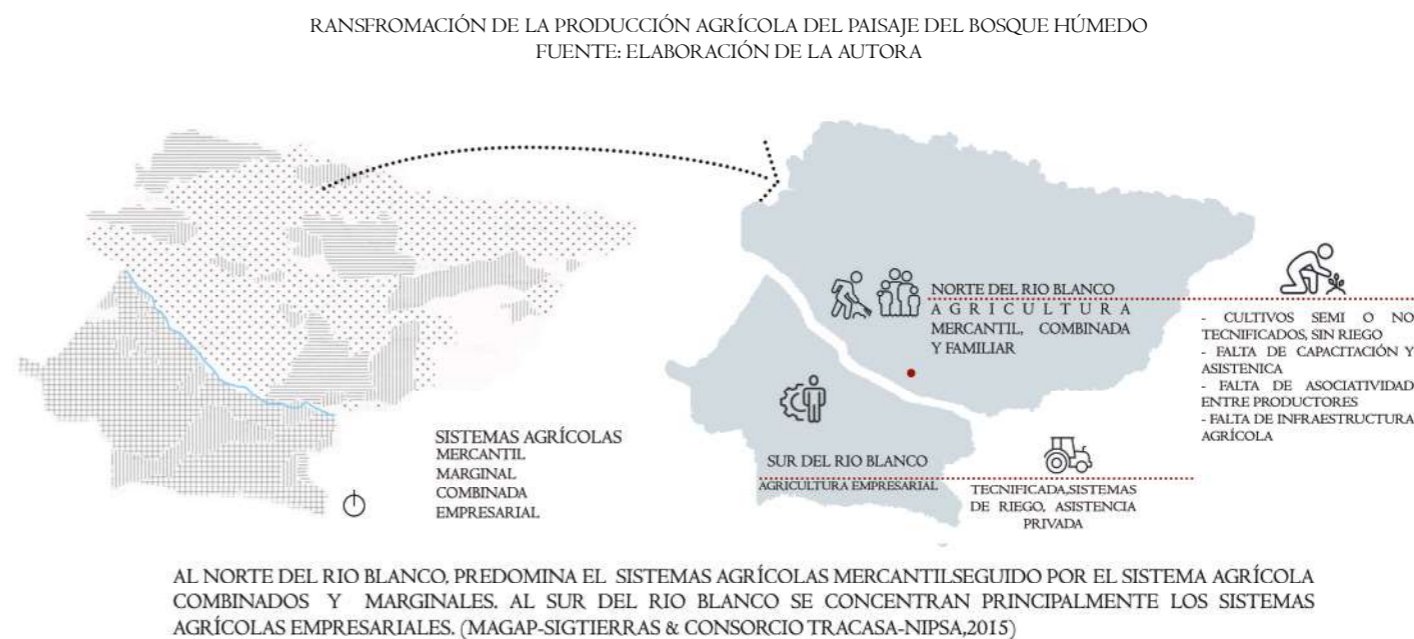 RANSFROMACIÓN DE LA PRODUCCIÓN AGRÍCOLA DEL PAISAJE DEL BOSQUE HÚMEDO
FUENTE: ELABORACIÓN DE LA AUTORA
SISTEMAS AGRÍCOLAS
MERCANTIL
MARGINAL
COMBINADA
EMPRESARIAL
NORTE DEL RIO BLANCO
AGRICULTURA
MERCANTIL, COMBINADA
Y FAMILIAR
- CULTIVOS SEMI O NO
TECNIFICADOS, SIN RIEGO
- FALTA DE CAPACITACIÓN Y
ASISTENICA
- FALTA DE ASOCIATIVIDAD
ENTRE PRODUCTORES
- FALTA DE INFRAESTRUCTURA
AGRÍCOLA
SUR DEL RIO BLANCO
AGRICULTURA EMPRESARIAL
TECNIFICADA,SISTEMAS
DE RIEGO, ASISTENCIA
PRIVADA
AL NORTE DEL RIO BLANCO, PREDOMINA EL SISTEMAS AGRÍCOLAS MERCANTILSEGUIDO POR EL SISTEMA AGRÍCOLA
COMBINADOS Y MARGINALES. AL SUR DEL RIO BLANCO SE CONCENTRAN PRINCIPALMENTE LOS SISTEMAS
AGRÍCOLAS EMPRESARIALES. (MAGAP-SIGTIERRAS & CONSORCIO TRACASA-NIPSA,2015)